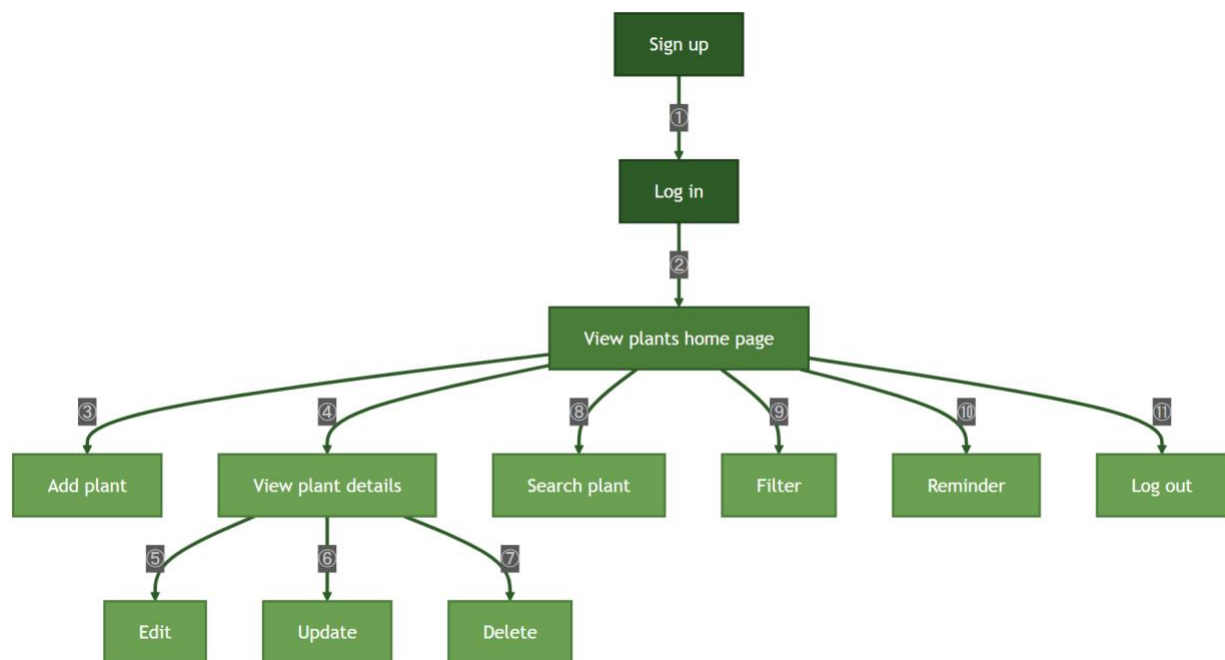 Sign up
①
Log in
②
View plants home page
③
④
⑧
⑨
⑩
⑪
Add plant
View plant details
Search plant
Filter
Reminder
Log out
⑤
⑥
⑦
Edit
Update
Delete